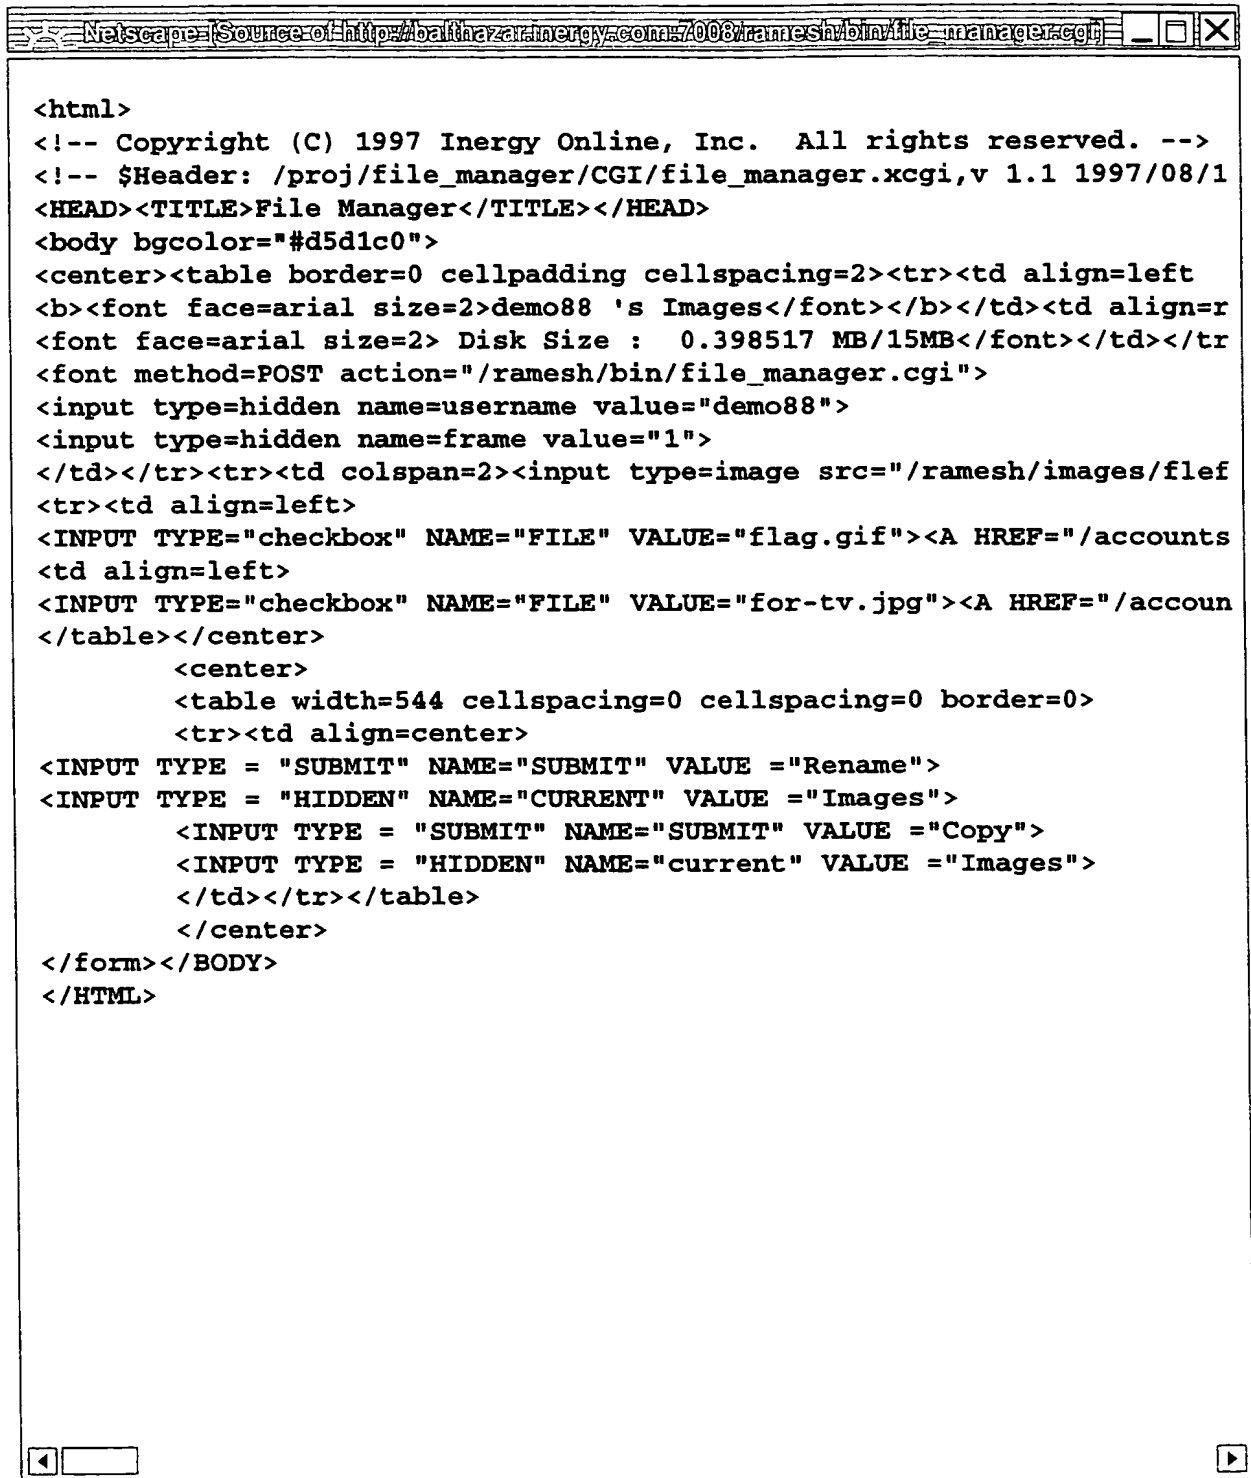 Netscape-[Source of http://balthazar.inergy.com:7008/ramesh/bin/file_manager.cgi]
<html>
<!-- Copyright (C) 1997 Inergy Online, Inc.  All rights reserved. -->
<!-- $Header: /proj/file_manager/CGI/file_manager.xcgi,v 1.1 1997/08/1
<HEAD><TITLE>File Manager</TITLE></HEAD>
<body bgcolor="#d5d1c0">
<center><table border=0 cellpadding cellspacing=2><tr><td align=left
<b><font face=arial size=2>demo88 's Images</font></b></td><td align=r
<font face=arial size=2> Disk Size :  0.398517 MB/15MB</font></td></tr
<font method=POST action="/ramesh/bin/file_manager.cgi">
<input type=hidden name=username value="demo88">
<input type=hidden name=frame value="1">
</td></tr><tr><td colspan=2><input type=image src="/ramesh/images/flef
<tr><td align=left>
<INPUT TYPE="checkbox" NAME="FILE" VALUE="flag.gif"><A HREF="/accounts
<td align=left>
<INPUT TYPE="checkbox" NAME="FILE" VALUE="for-tv.jpg"><A HREF="/accoun
</table></center>
<center>
<table width=544 cellspacing=0 cellspacing=0 border=0>
<tr><td align=center>
<INPUT TYPE = "SUBMIT" NAME="SUBMIT" VALUE ="Rename">
<INPUT TYPE = "HIDDEN" NAME="CURRENT" VALUE ="Images">
<INPUT TYPE = "SUBMIT" NAME="SUBMIT" VALUE ="Copy">
<INPUT TYPE = "HIDDEN" NAME="current" VALUE ="Images">
</td></tr></table>
</center>
</form></BODY>
</HTML>